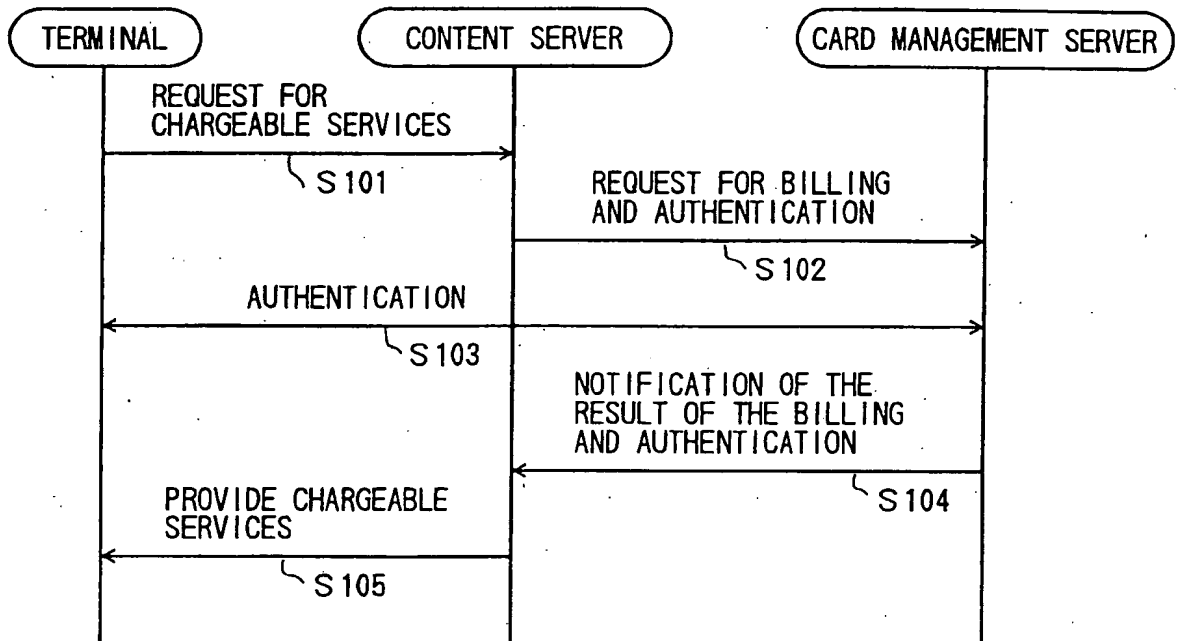 TERMINAL
CONTENT SERVER
CARD MANAGEMENT SERVER
REQUEST FOR
CHARGEABLE SERVICES
S101
REQUEST FOR BILLING
AND AUTHENTICATION
S102
AUTHENTICATION
S103
NOTIFICATION OF THE
RESULT OF THE BILLING
AND AUTHENTICATION
S104
PROVIDE CHARGEABLE
SERVICES
S105